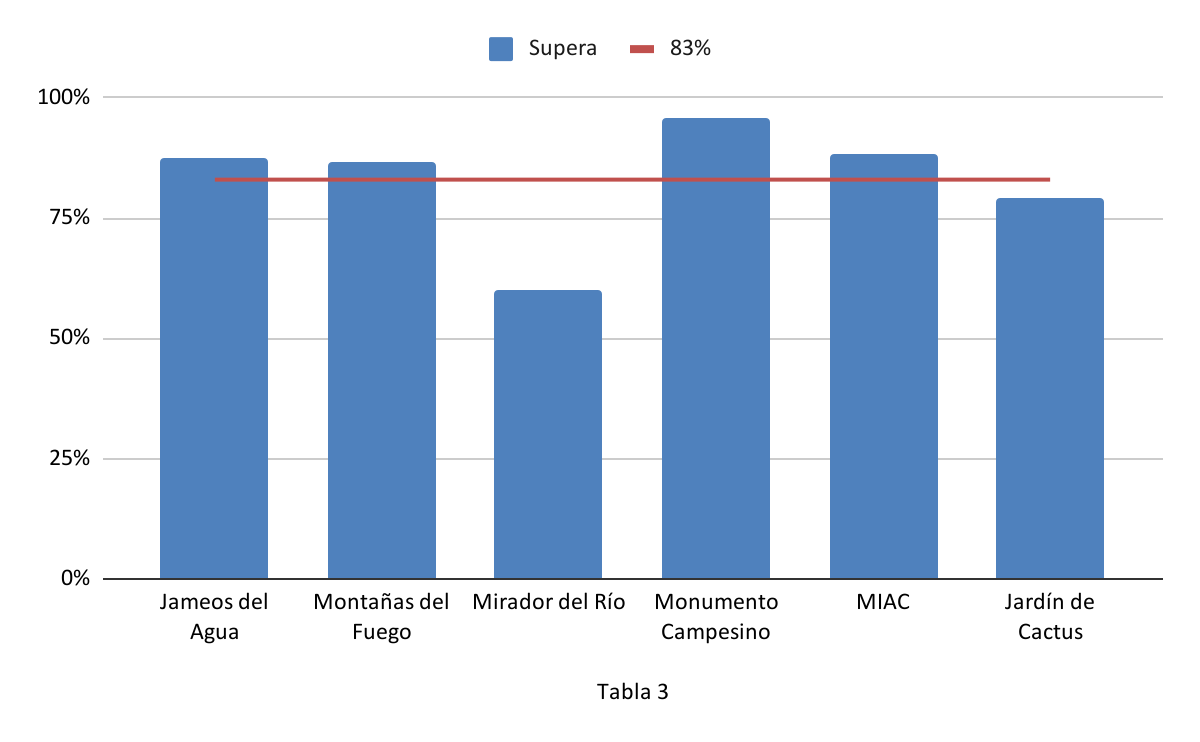 Supera 83%
100%
75%
50%
25%
0%
Jameos del Agua
Montañas del Fuego
Mirador del Río
Monumento Campesino
MIAC
Jardín de Cactus
Tabla 3